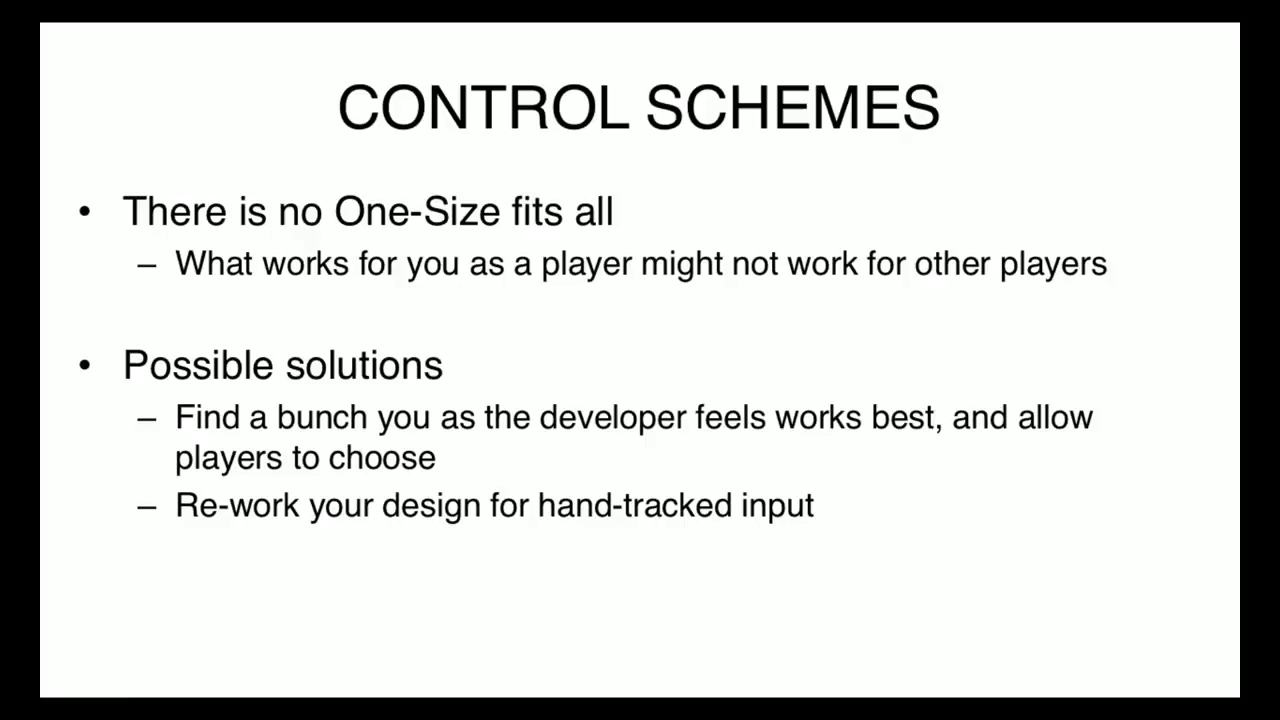 CONTROL SCHEMES
• There is no One-Size fits all
– What works for you as a player might not work for other players
• Possible solutions
– Find a bunch you as the developer feels works best, and allow
players to choose
– Re-work your design for hand-tracked input